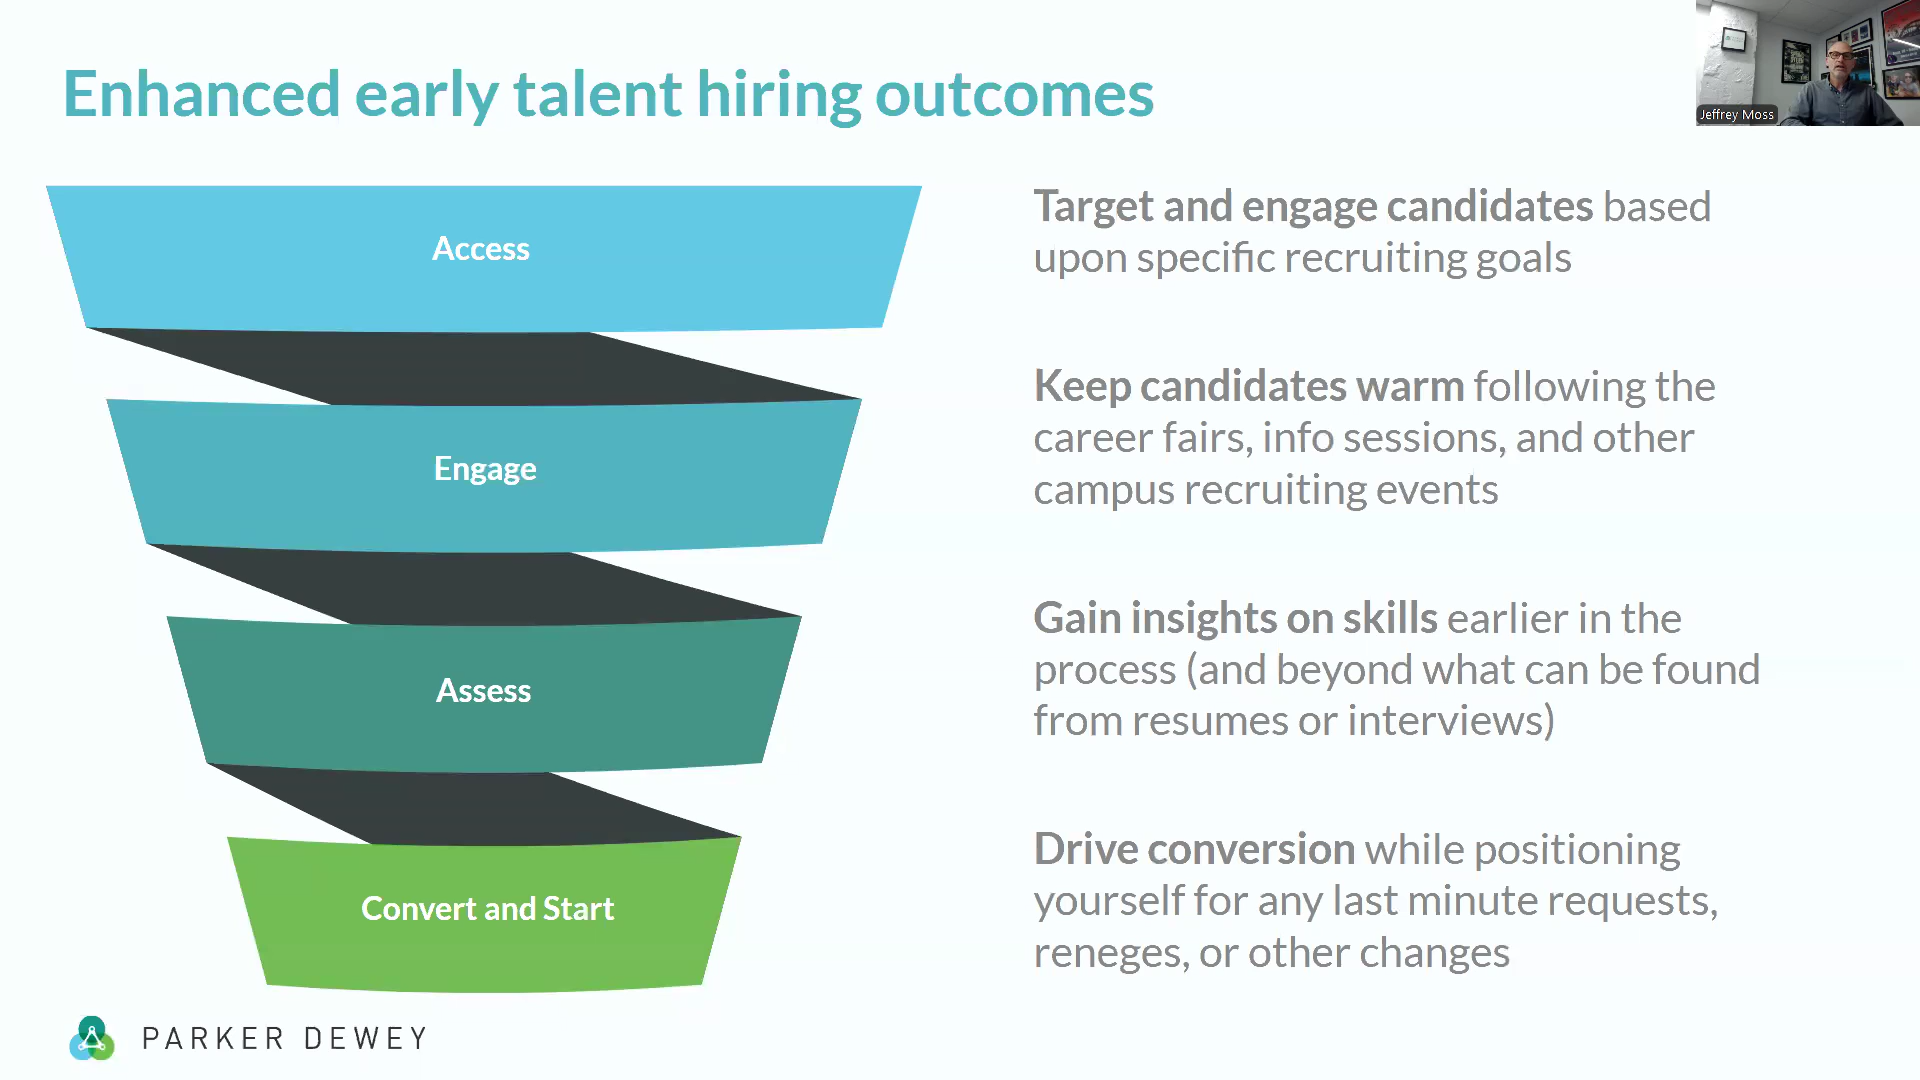 Enhanced early talent hiring outcomes
Jeffrey Moss
Access
Target and engage candidates based
upon specific recruiting goals
Engage
Keep candidates warm following the
career fairs, info sessions, and other
campus recruiting events
Assess
Gain insights on skills earlier in the
process (and beyond what can be found
from resumes or interviews)
Convert and Start
Drive conversion while positioning
yourself for any last minute requests,
reneges, or other changes
PARKER DEWEY